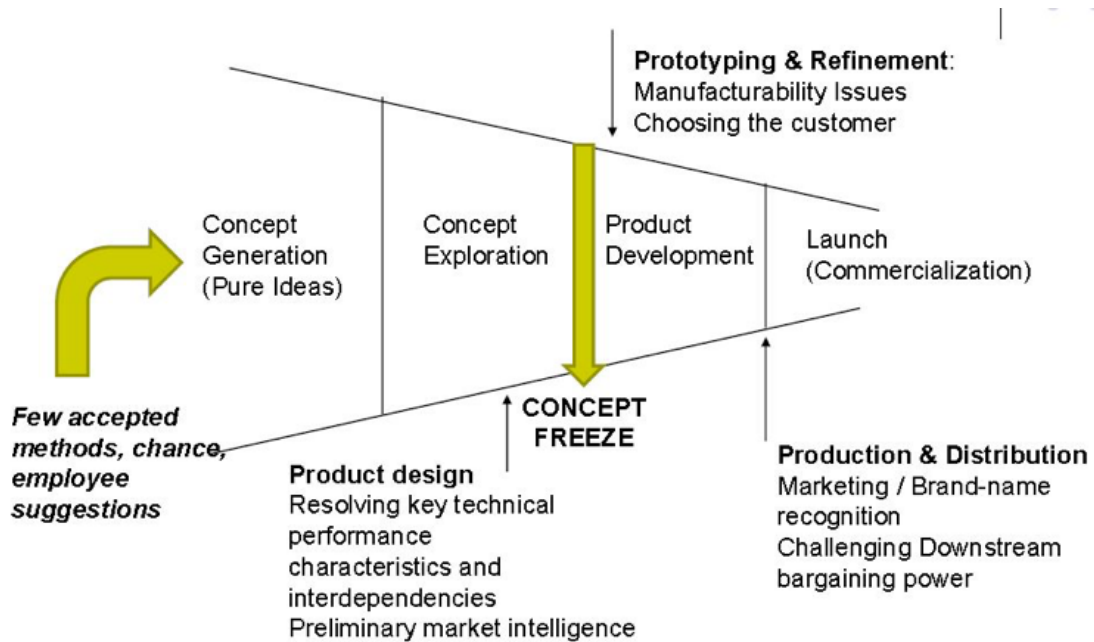 Prototyping & Refinement:
Manufacturability Issues
Choosing the customer
Concept
Generation
(Pure Ideas)
Concept
Exploration
Product
Development
Launch
(Commercialization)
Few accepted
methods, chance,
employee
suggestions
CONCEPT
FREEZE
Product design
Resolving key technical
performance
characteristics and
interdependencies
Preliminary market intelligence
Production & Distribution
Marketing / Brand-name
recognition
Challenging Downstream
bargaining power